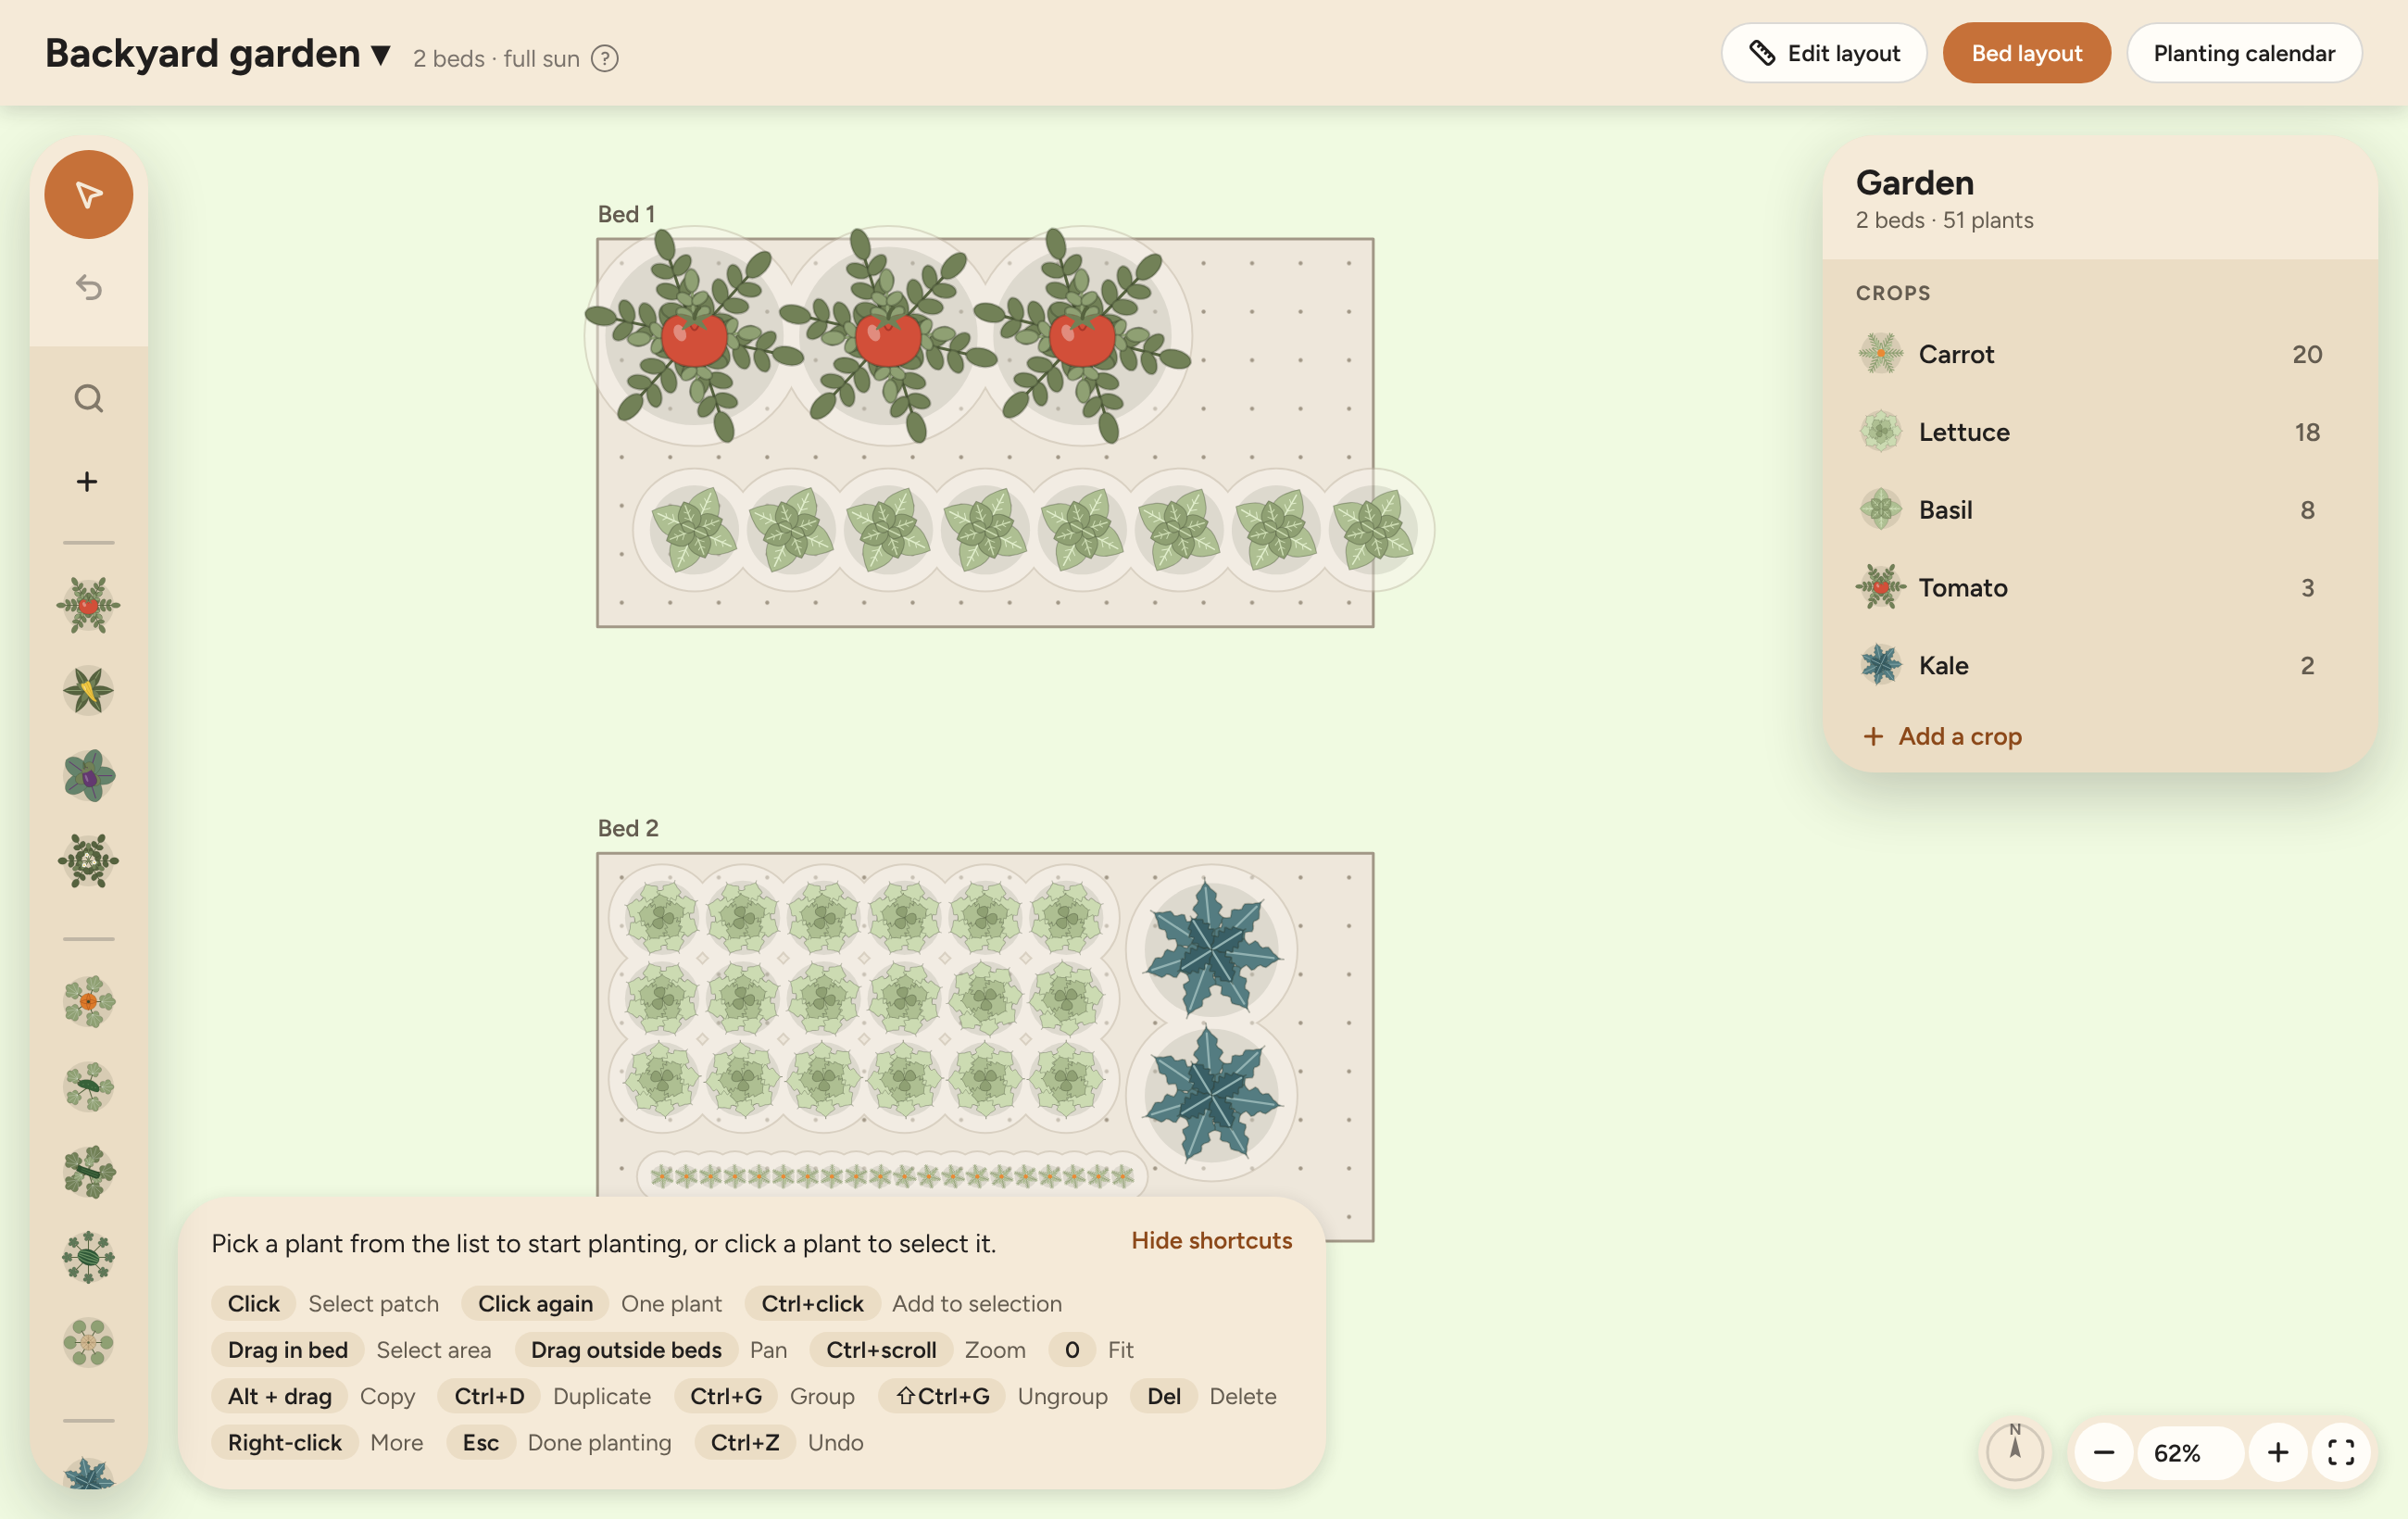 Backyard garden ▼
2 beds · full sun ?
Edit layout
Bed layout
Planting calendar
Bed 1
Bed 2
Garden
2 beds · 51 plants
CROPS
Carrot 20
Lettuce 18
Basil 8
Tomato 3
Kale 2
+ Add a crop
Pick a plant from the list to start planting, or click a plant to select it.
Hide shortcuts
Click Select patch Click again One plant Ctrl+click Add to selection
Drag in bed Select area Drag outside beds Pan Ctrl+scroll Zoom 0 Fit
Alt + drag Copy Ctrl+D Duplicate Ctrl+G Group ⇧Ctrl+G Ungroup Del Delete
Right-click More Esc Done planting Ctrl+Z Undo
N
62%